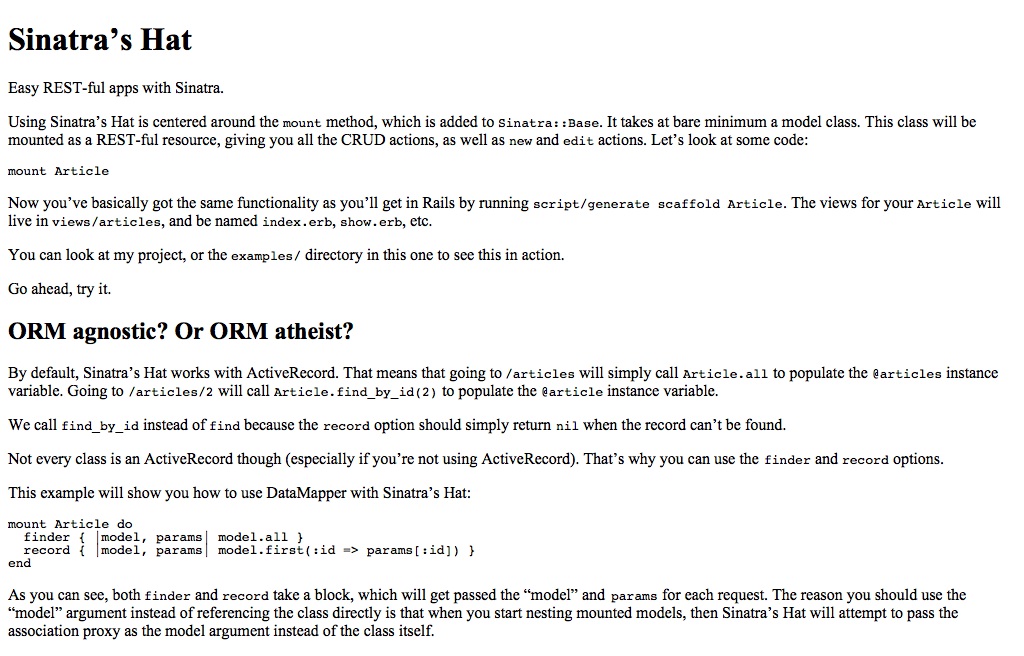 Sinatra’s Hat
Easy REST-ful apps with Sinatra.
Using Sinatra’s Hat is centered around the mount method, which is added to Sinatra::Base. It takes at bare minimum a model class. This class will be
mounted as a REST-ful resource, giving you all the CRUD actions, as well as new and edit actions. Let’s look at some code:
mount Article
Now you’ve basically got the same functionality as you’ll get in Rails by running script/generate scaffold Article. The views for your Article will
live in views/articles, and be named index.erb, show.erb, etc.
You can look at my project, or the examples/ directory in this one to see this in action.
Go ahead, try it.
ORM agnostic? Or ORM atheist?
By default, Sinatra’s Hat works with ActiveRecord. That means that going to /articles will simply call Article.all to populate the @articles instance
variable. Going to /articles/2 will call Article.find_by_id(2) to populate the @article instance variable.
We call find_by_id instead of find because the record option should simply return nil when the record can’t be found.
Not every class is an ActiveRecord though (especially if you’re not using ActiveRecord). That’s why you can use the finder and record options.
This example will show you how to use DataMapper with Sinatra’s Hat:
mount Article do
  finder { |model, params| model.all }
  record { |model, params| model.first(:id => params[:id]) }
end
As you can see, both finder and record take a block, which will get passed the “model” and params for each request. The reason you should use the
“model” argument instead of referencing the class directly is that when you start nesting mounted models, then Sinatra’s Hat will attempt to pass the
association proxy as the model argument instead of the class itself.